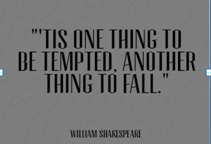 "'TIS ONE THING TO
BE TEMPTED, ANOTHER
THING TO FALL."
WILLIAM SHAKESPEARE